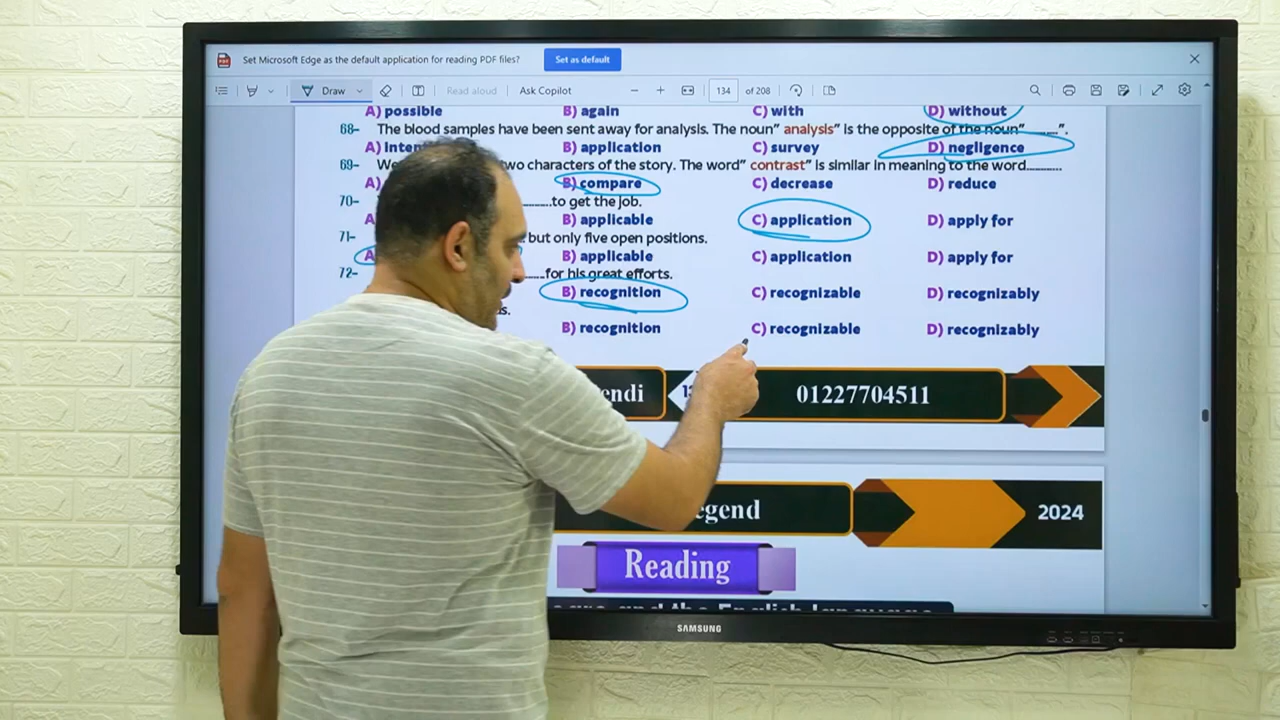 Set Microsoft Edge as the default application for reading PDF files? Set as default
Draw Read aloud Ask Copilot 134 of 208
A) possible B) again C) with D) without
68- The blood samples have been sent away for analysis. The noun" analysis" is the opposite of the noun"..........".
A) Inten B) application C) survey D) negligence
69- We two characters of the story. The word" contrast" is similar in meaning to the word.............
A) B) compare C) decrease D) reduce
70- ..........to get the job.
A B) applicable C) application D) apply for
71- but only five open positions.
A B) applicable C) application D) apply for
72- .......for his great efforts.
B) recognition C) recognizable D) recognizably
s.
B) recognition C) recognizable D) recognizably
endi 13 01227704511
egend 2024
Reading
SAMSUNG